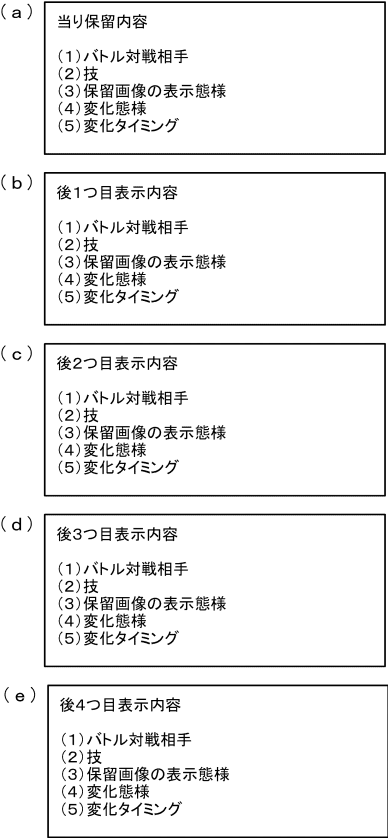 (a)
当り保留内容
(1)バトル対戦相手
(2)技
(3)保留画像の表示態様
(4)変化態様
(5)変化タイミング
(b)
後1つ目表示内容
(1)バトル対戦相手
(2)技
(3)保留画像の表示態様
(4)変化態様
(5)変化タイミング
(c)
後2つ目表示内容
(1)バトル対戦相手
(2)技
(3)保留画像の表示態様
(4)変化態様
(5)変化タイミング
(d)
後3つ目表示内容
(1)バトル対戦相手
(2)技
(3)保留画像の表示態様
(4)変化態様
(5)変化タイミング
(e)
後4つ目表示内容
(1)バトル対戦相手
(2)技
(3)保留画像の表示態様
(4)変化態様
(5)変化タイミング